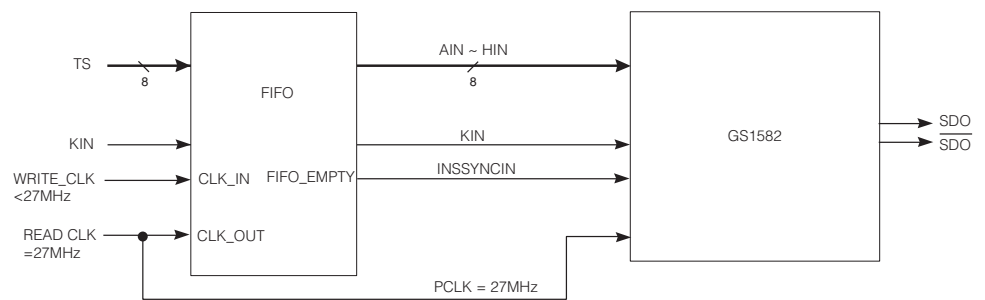 TS
8
FIFO
AIN ~ HIN
8
GS1582
SDO
SDO
KIN
KIN
WRITE_CLK
<27MHz
CLK_IN
FIFO_EMPTY
INSSYNCIN
READ CLK
=27MHz
CLK_OUT
PCLK = 27MHz